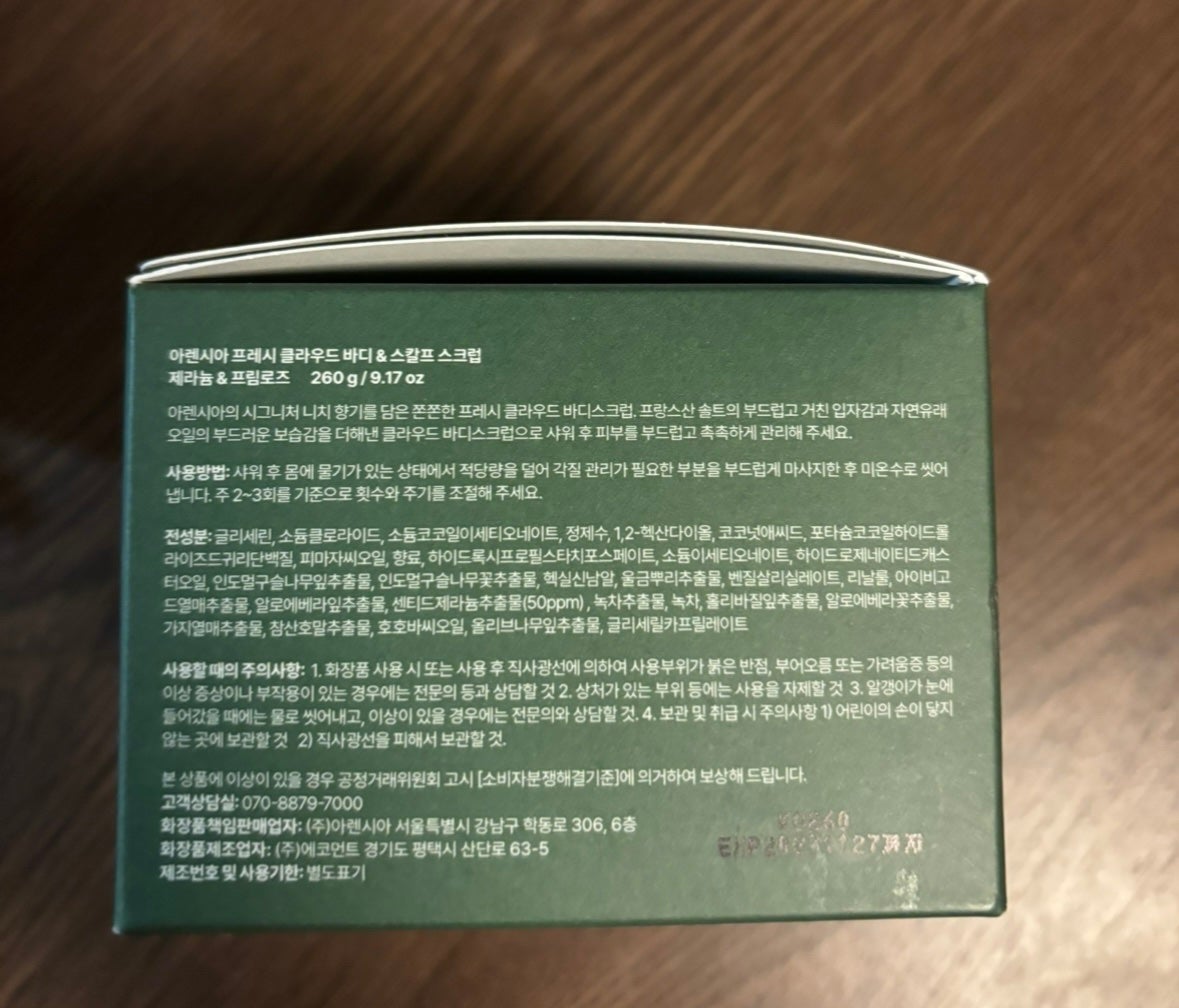 아렌시아 프레시 클라우드 바디 & 스칼프 스크럽
제라늄 & 프림로즈 260 g / 9.17 oz
아렌시아의 시그니처 니치 향기를 담은 쫀쫀한 프레시 클라우드 바디스크럽. 프랑스산 솔트의 부드럽고 거친 입자감과 자연유래
오일의 부드러운 보습감을 더해낸 클라우드 바디스크럽으로 샤워 후 피부를 부드럽고 촉촉하게 관리해 주세요.
사용방법: 샤워 후 몸에 물기가 있는 상태에서 적당량을 덜어 각질 관리가 필요한 부분을 부드럽게 마사지한 후 미온수로 씻어
냅니다. 주 2~3회를 기준으로 횟수와 주기를 조절해 주세요.
전성분: 글리세린, 소듐클로라이드, 소듐코코일이세티오네이트, 정제수, 1,2-헥산다이올, 코코넛애씨드, 포타슘코코일하이드롤
라이즈드귀리단백질, 피마자씨오일, 향료, 하이드록시프로필스타치포스페이트, 소듐이세티오네이트, 하이드로제네이티드캐스
터오일, 인도멀구슬나무잎추출물, 인도멀구슬나무꽃추출물, 헥실신남알, 울금뿌리추출물, 벤질살리실레이트, 리날룰, 아이비고
드열매추출물, 알로에베라잎추출물, 센티드제라늄추출물(50ppm) , 녹차추출물, 녹차, 홀리바질잎추출물, 알로에베라꽃추출물,
가지열매추출물, 참산호말추출물, 호호바씨오일, 올리브나무잎추출물, 글리세릴카프릴레이트
사용할 때의 주의사항: 1. 화장품 사용 시 또는 사용 후 직사광선에 의하여 사용부위가 붉은 반점, 부어오름 또는 가려움증 등의
이상 증상이나 부작용이 있는 경우에는 전문의 등과 상담할 것 2. 상처가 있는 부위 등에는 사용을 자제할 것 3. 알갱이가 눈에
들어갔을 때에는 물로 씻어내고, 이상이 있을 경우에는 전문의와 상담할 것. 4. 보관 및 취급 시 주의사항 1) 어린이의 손이 닿지
않는 곳에 보관할 것 2) 직사광선을 피해서 보관할 것.
본 상품에 이상이 있을 경우 공정거래위원회 고시 [소비자분쟁해결기준]에 의거하여 보상해 드립니다.
고객상담실: 070-8879-7000
화장품책임판매업자: (주)아렌시아 서울특별시 강남구 학동로 306, 6층
화장품제조업자: (주)에코먼트 경기도 평택시 산단로 63-5
제조번호 및 사용기한: 별도표기